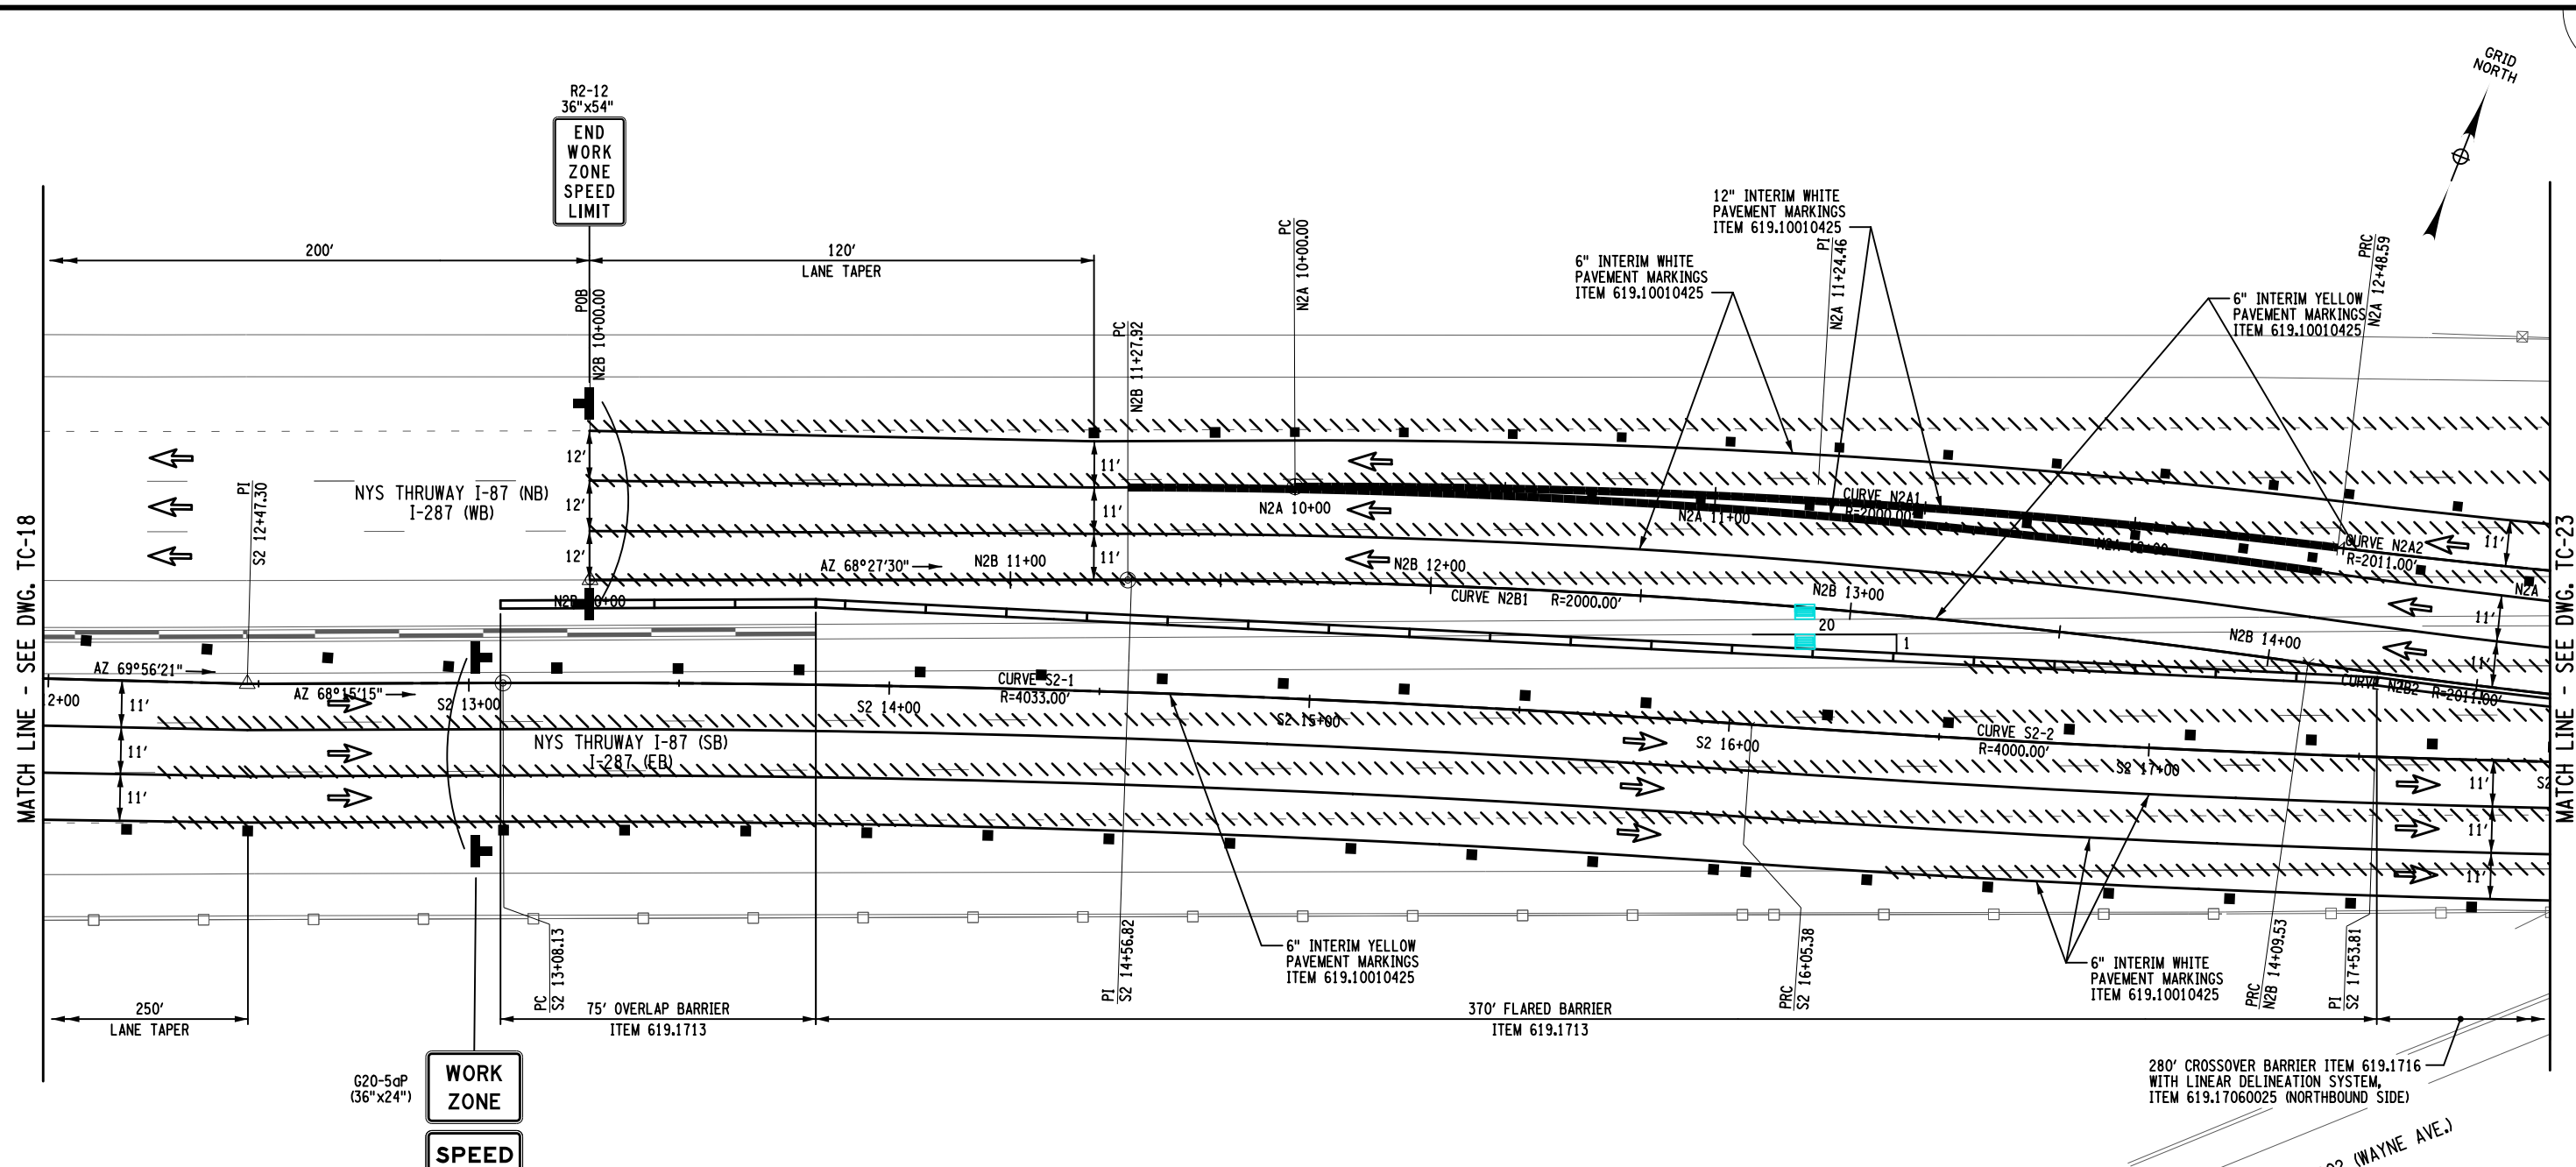 R2-12
36"x54"
END
WORK
ZONE
SPEED
LIMIT
GRID
NORTH
200'
120'
LANE TAPER
POB
N2B 10+00.00
PC
N2B 11+27.92
PC
N2A 10+00.00
12" INTERIM WHITE
PAVEMENT MARKINGS
ITEM 619.10010425
6" INTERIM WHITE
PAVEMENT MARKINGS
ITEM 619.10010425
PI
N2A 11+24.46
6" INTERIM YELLOW
PAVEMENT MARKINGS
ITEM 619.10010425
PRC
N2A 12+48.59
MATCH LINE - SEE DWG. TC-18
MATCH LINE - SEE DWG. TC-23
PI
S2 12+47.30
NYS THRUWAY I-87 (NB)
I-287 (WB)
12'
12'
12'
11'
11'
11'
N2A 10+00
N2A 11+00
CURVE N2A1
R=2000.00'
N2A 12+00
CURVE N2A2
R=2011.00'
11'
N2A
11'
11'
AZ 68°27'30"
N2B 10+00
N2B 11+00
N2B 12+00
CURVE N2B1 R=2000.00'
N2B 13+00
20
1
N2B 14+00
CURVE N2B2 R=2011.00'
AZ 69°56'21"
AZ 68°15'15"
2+00
11'
11'
11'
S2 13+00
NYS THRUWAY I-87 (SB)
I-287 (EB)
S2 14+00
CURVE S2-1
R=4033.00'
S2 15+00
S2 16+00
CURVE S2-2
R=4000.00'
S2 17+00
S2
11'
11'
11'
PC
S2 13+08.13
PI
S2 14+56.82
6" INTERIM YELLOW
PAVEMENT MARKINGS
ITEM 619.10010425
PRC
S2 16+05.38
6" INTERIM WHITE
PAVEMENT MARKINGS
ITEM 619.10010425
PRC
N2B 14+09.53
PI
S2 17+53.81
250'
LANE TAPER
75' OVERLAP BARRIER
ITEM 619.1713
370' FLARED BARRIER
ITEM 619.1713
280' CROSSOVER BARRIER ITEM 619.1716
WITH LINEAR DELINEATION SYSTEM,
ITEM 619.17060025 (NORTHBOUND SIDE)
G20-5aP
(36"x24")
WORK
ZONE
SPEED
(WAYNE AVE.)